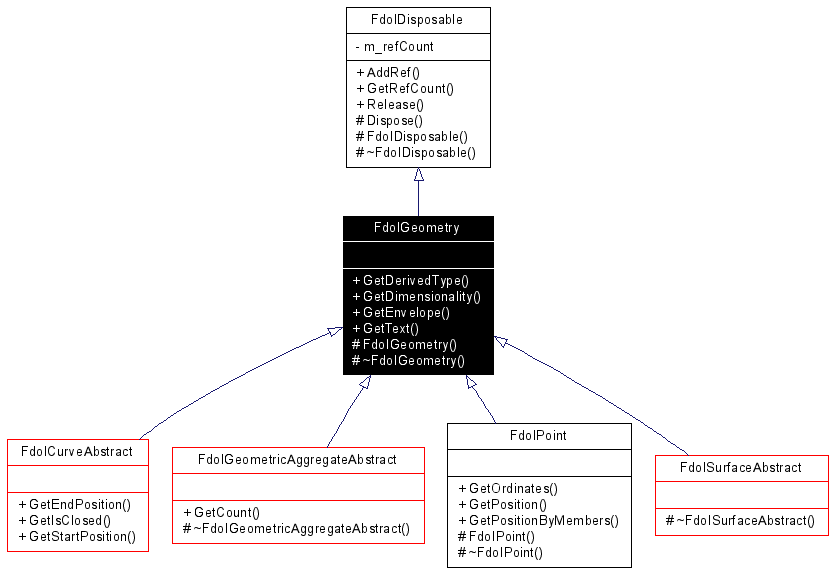 FdoIDisposable
- m_refCount
+ AddRef()
+ GetRefCount()
+ Release()
# Dispose()
# FdoIDisposable()
# ~FdoIDisposable()
FdoIGeometry
+ GetDerivedType()
+ GetDimensionality()
+ GetEnvelope()
+ GetText()
# FdoIGeometry()
# ~FdoIGeometry()
FdoICurveAbstract
+ GetEndPosition()
+ GetIsClosed()
+ GetStartPosition()
FdoIGeometricAggregateAbstract
+ GetCount()
# ~FdoIGeometricAggregateAbstract()
FdoIPoint
+ GetOrdinates()
+ GetPosition()
+ GetPositionByMembers()
# FdoIPoint()
# ~FdoIPoint()
FdoISurfaceAbstract
# ~FdoISurfaceAbstract()